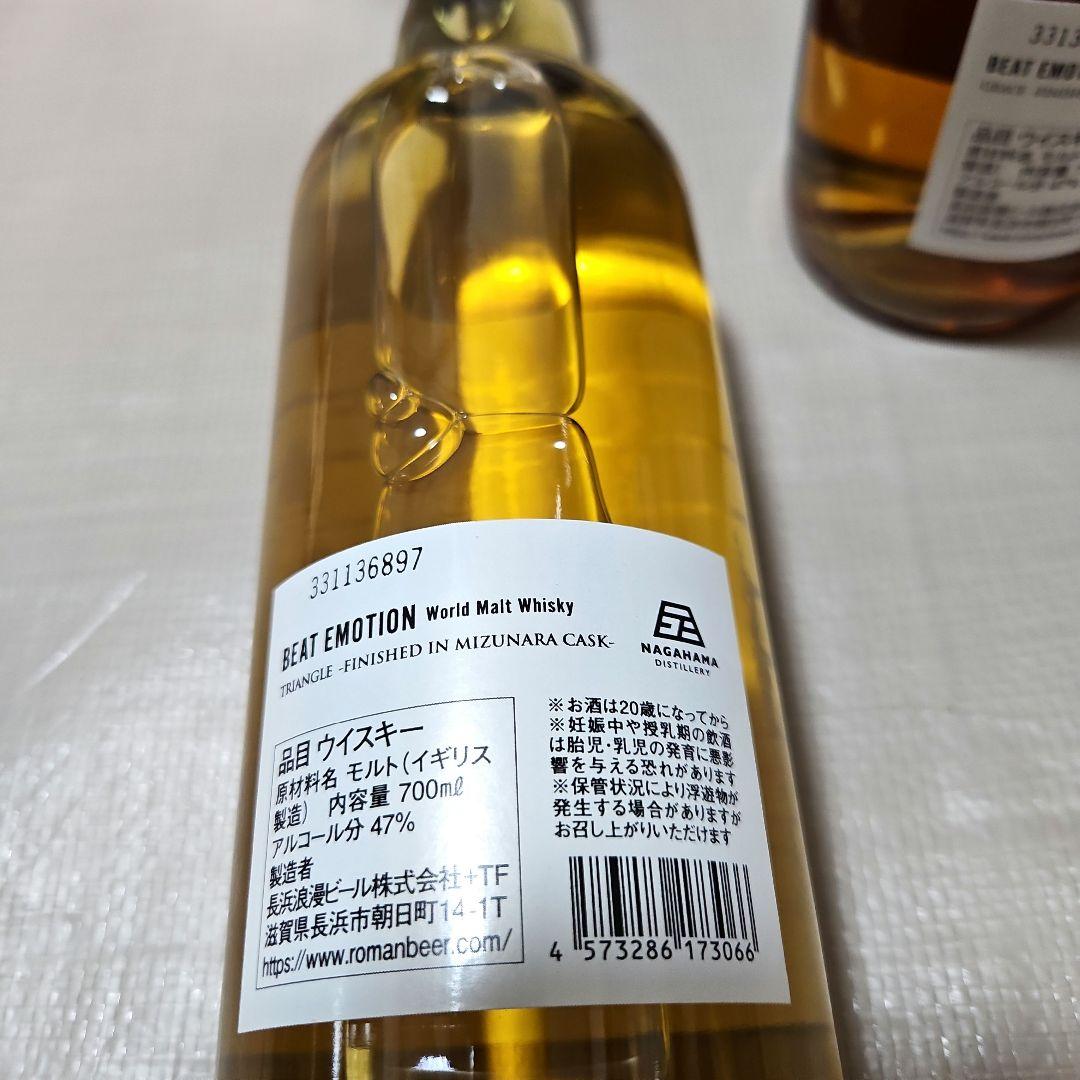 331136897
BEAT EMOTION World Malt Whisky
TRIANGLE -FINISHED IN MIZUNARA CASK-
NAGAHAMA
DISTILLERY
品目 ウイスキー
原材料名 モルト(イギリス
製造) 内容量 700㎖
アルコール分 47%
製造者
長浜浪漫ビール株式会社+TF
滋賀県長浜市朝日町14-1T
https://www.romanbeer.com/
※お酒は20歳になってから
※妊娠中や授乳期の飲酒
は胎児・乳児の発育に悪影
響を与える恐れがあります
※保管状況により浮遊物が
発生する場合がありますが
お召し上がりいただけます
4 573286 173066
3313
BEAT EMOTI
品目 ウイスキ